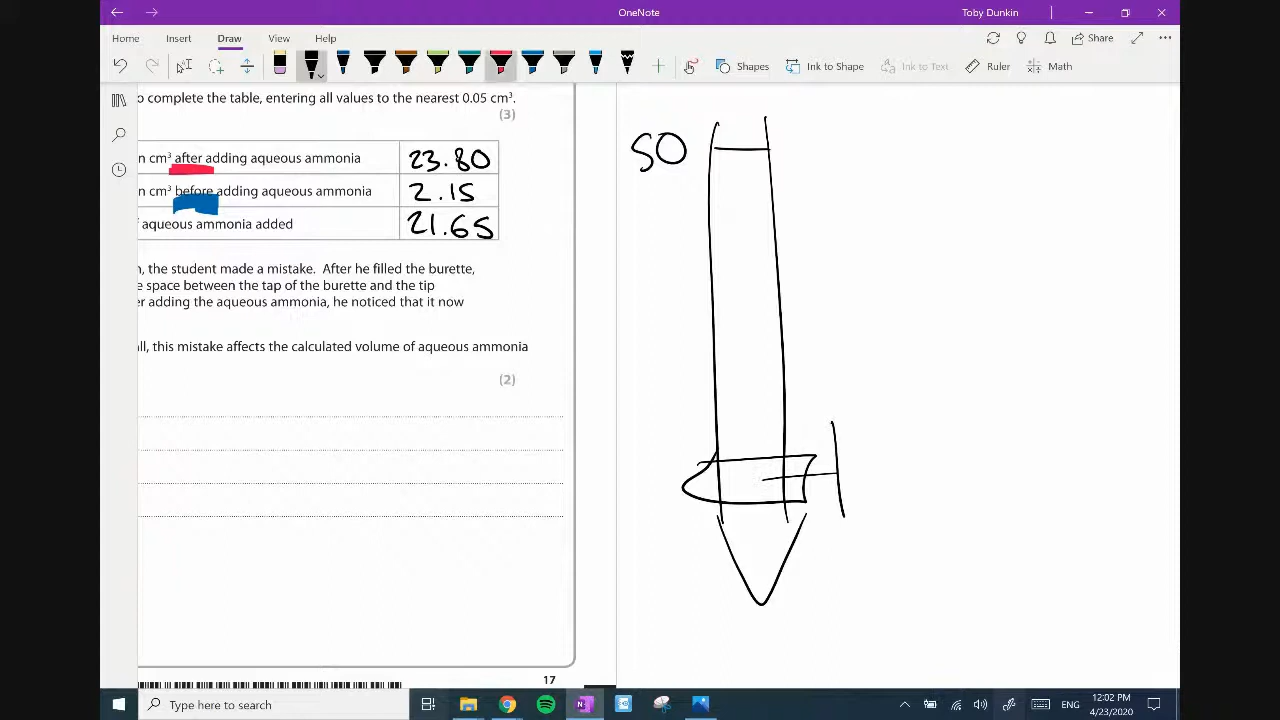 OneNote
Toby Dunkin
Home Insert Draw View Help
Share
Shapes Ink to Shape Ink to Text Ruler Math
o complete the table, entering all values to the nearest 0.05 cm³.
(3)
n cm³ after adding aqueous ammonia 23.80
n cm³ before adding aqueous ammonia 2.15
aqueous ammonia added 21.65
50
, the student made a mistake. After he filled the burette,
e space between the tap of the burette and the tip
er adding the aqueous ammonia, he noticed that it now
all, this mistake affects the calculated volume of aqueous ammonia
(2)
17
Type here to search
ENG
12:02 PM
4/23/2020